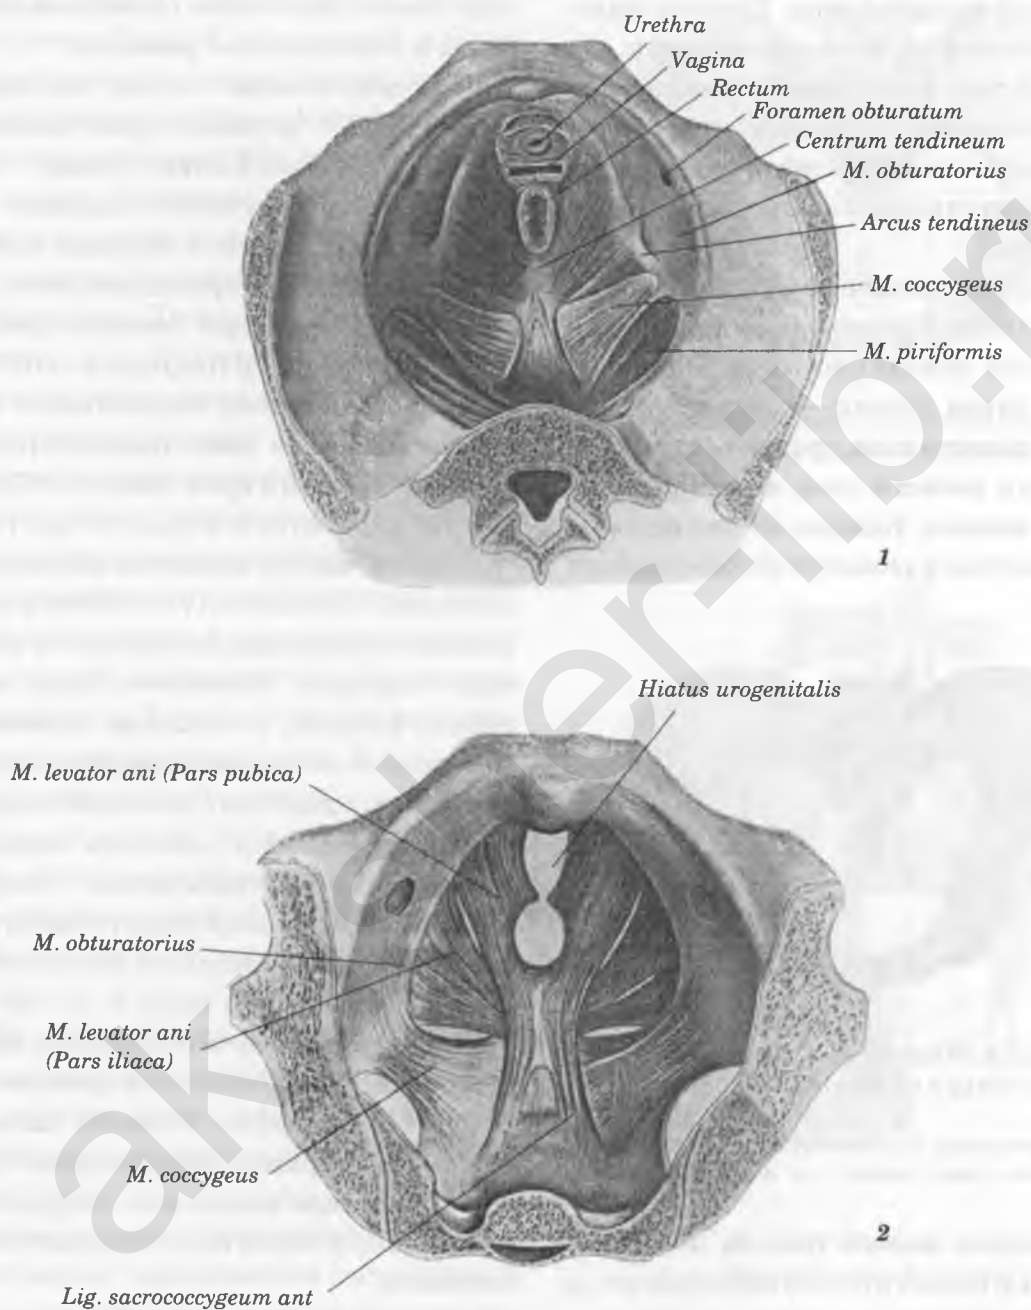 Urethra
Vagina
Rectum
Foramen obturatum
Centrum tendineum
M. obturatorius
Arcus tendineus
M. coccygeus
M. piriformis
1
Hiatus urogenitalis
M. levator ani (Pars pubica)
M. obturatorius
M. levator ani
(Pars iliaca)
M. coccygeus
2
Lig. sacrococcygeum ant